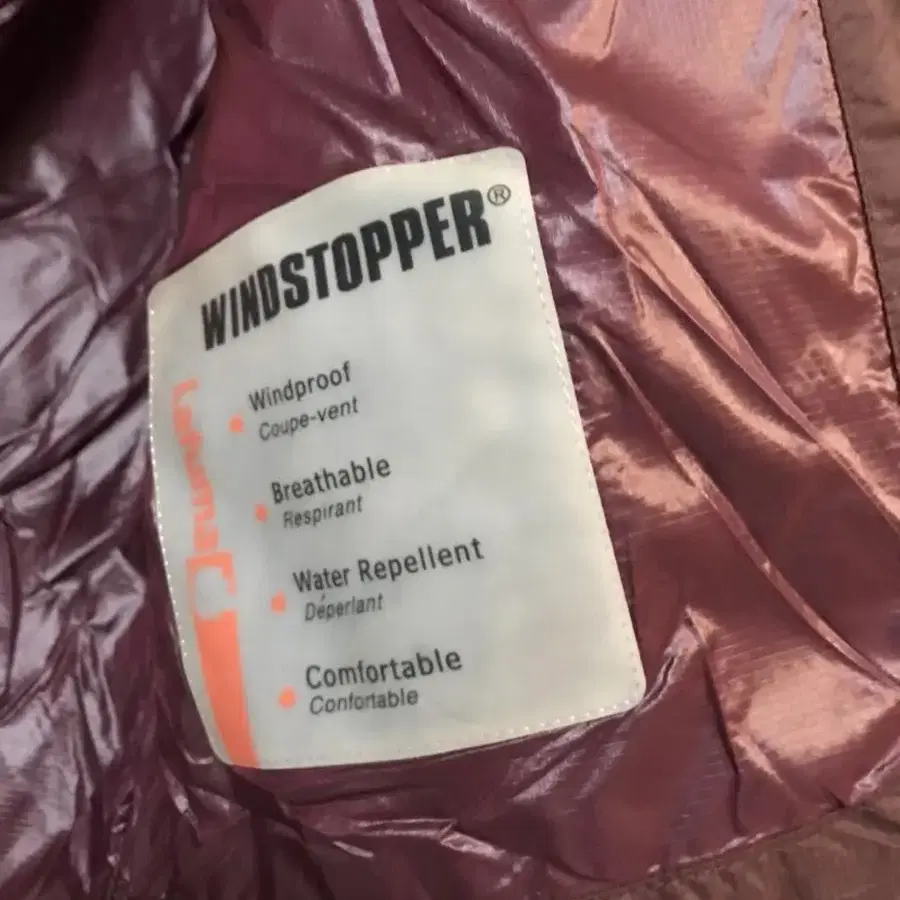 WINDSTOPPER®
Windproof
Coupe-vent
Breathable
Respirant
Water Repellent
Déperlant
Comfortable
Confortable